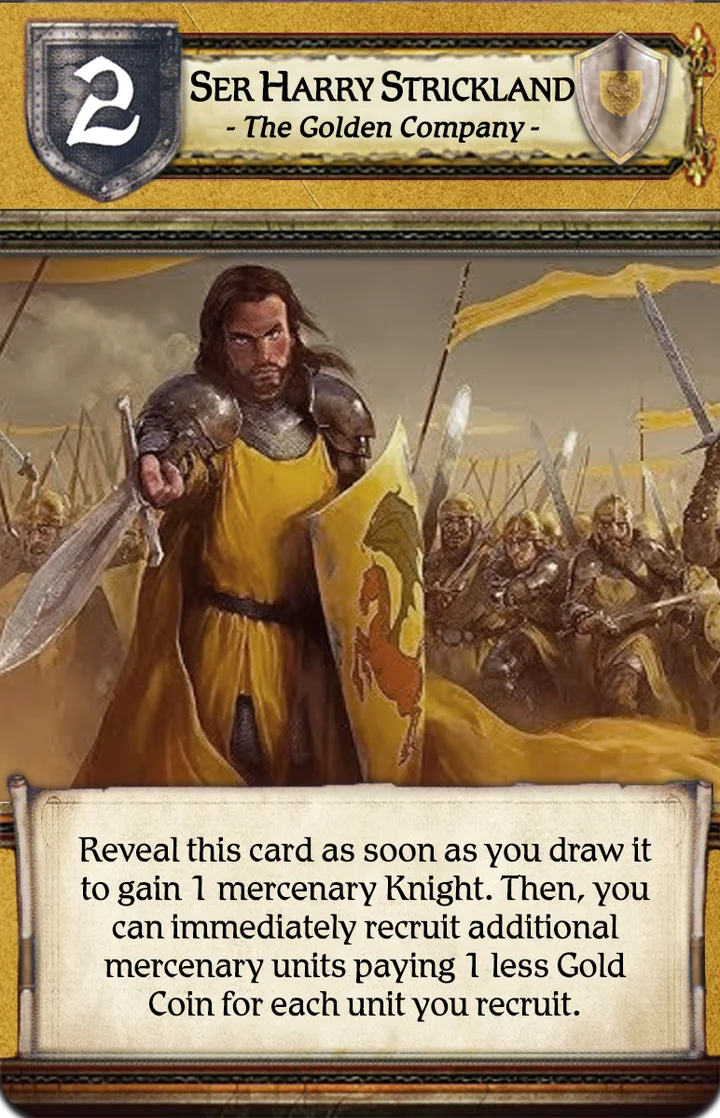 2
Ser Harry Strickland
- The Golden Company -
Reveal this card as soon as you draw it
to gain 1 mercenary Knight. Then, you
can immediately recruit additional
mercenary units paying 1 less Gold
Coin for each unit you recruit.